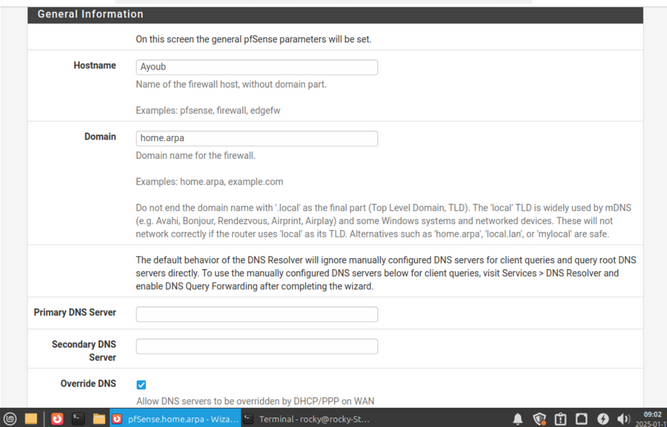 General Information
On this screen the general pfSense parameters will be set.
Hostname
Ayoub
Name of the firewall host, without domain part.
Examples: pfsense, firewall, edgefw
Domain
home.arpa
Domain name for the firewall.
Examples: home.arpa, example.com
Do not end the domain name with '.local' as the final part (Top Level Domain, TLD). The 'local' TLD is widely used by mDNS
(e.g. Avahi, Bonjour, Rendezvous, Airprint, Airplay) and some Windows systems and networked devices. These will not
network correctly if the router uses 'local' as its TLD. Alternatives such as 'home.arpa', 'local.lan', or 'mylocal' are safe.
The default behavior of the DNS Resolver will ignore manually configured DNS servers for client queries and query root DNS
servers directly. To use the manually configured DNS servers below for client queries, visit Services > DNS Resolver and
enable DNS Query Forwarding after completing the wizard.
Primary DNS Server
Secondary DNS
Server
Override DNS
Allow DNS servers to be overridden by DHCP/PPP on WAN
pfSense.home.arpa - Wiza...
Terminal - rocky@rocky-St...
09:02
2025-01-1